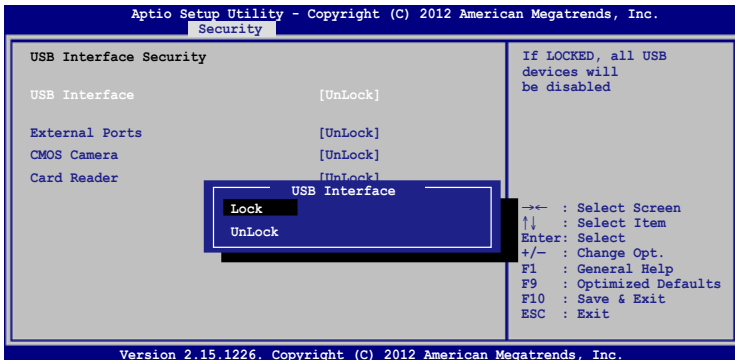 Aptio Setup Utility - Copyright (C) 2012 American Megatrends, Inc.
Security
USB Interface Security
USB Interface [UnLock]
External Ports [UnLock]
CMOS Camera [UnLock]
Card Reader [UnLock]
USB Interface
Lock
UnLock
If LOCKED, all USB
devices will
be disabled
→← : Select Screen
↑↓ : Select Item
Enter: Select
+/— : Change Opt.
F1 : General Help
F9 : Optimized Defaults
F10 : Save & Exit
ESC : Exit
Version 2.15.1226. Copyright (C) 2012 American Megatrends, Inc.